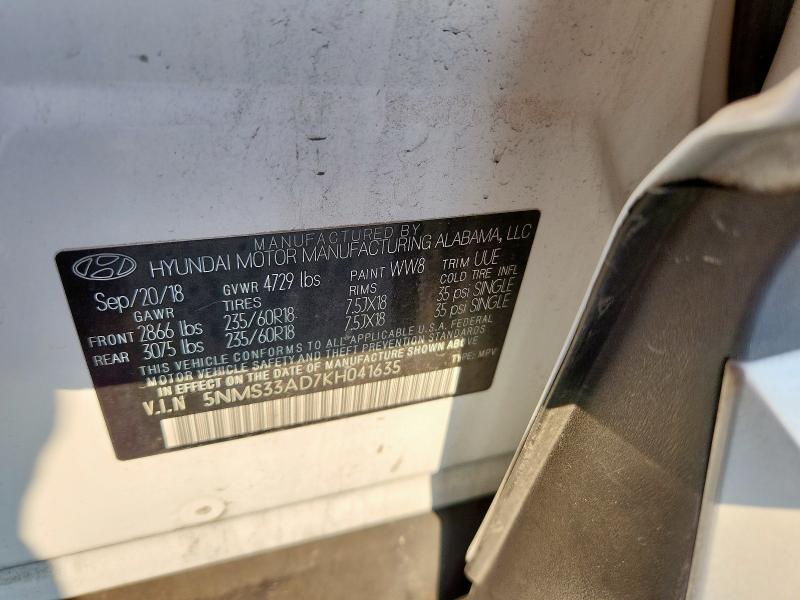 MANUFACTURED BY
HYUNDAI MOTOR MANUFACTURING ALABAMA, LLC
Sep/20/18 GVWR 4729 lbs PAINT WW8 TRIM UUE
GAWR TIRES RIMS COLD TIRE INFL
FRONT 2866 lbs 235/60R18 7.5JX18 35 psi SINGLE
REAR 3075 lbs 235/60R18 7.5JX18 35 psi SINGLE
THIS VEHICLE CONFORMS TO ALL APPLICABLE U.S.A. FEDERAL
MOTOR VEHICLE SAFETY AND THEFT PREVENTION STANDARDS
IN EFFECT ON THE DATE OF MANUFACTURE SHOWN ABOVE
V.I.N 5NMS33AD7KH041635 TYPE: MPV